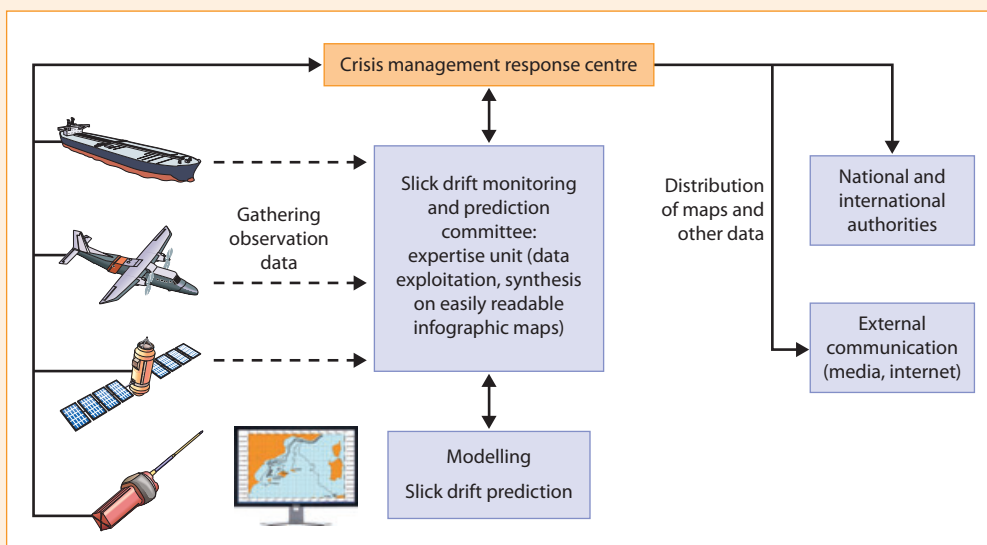 Crisis management response centre
Gathering
observation
data
Slick drift monitoring
and prediction
committee:
expertise unit (data
exploitation, synthesis
on easily readable
infographic maps)
Modelling
Slick drift prediction
Distribution
of maps and
other data
National and
international
authorities
External
communication
(media, internet)